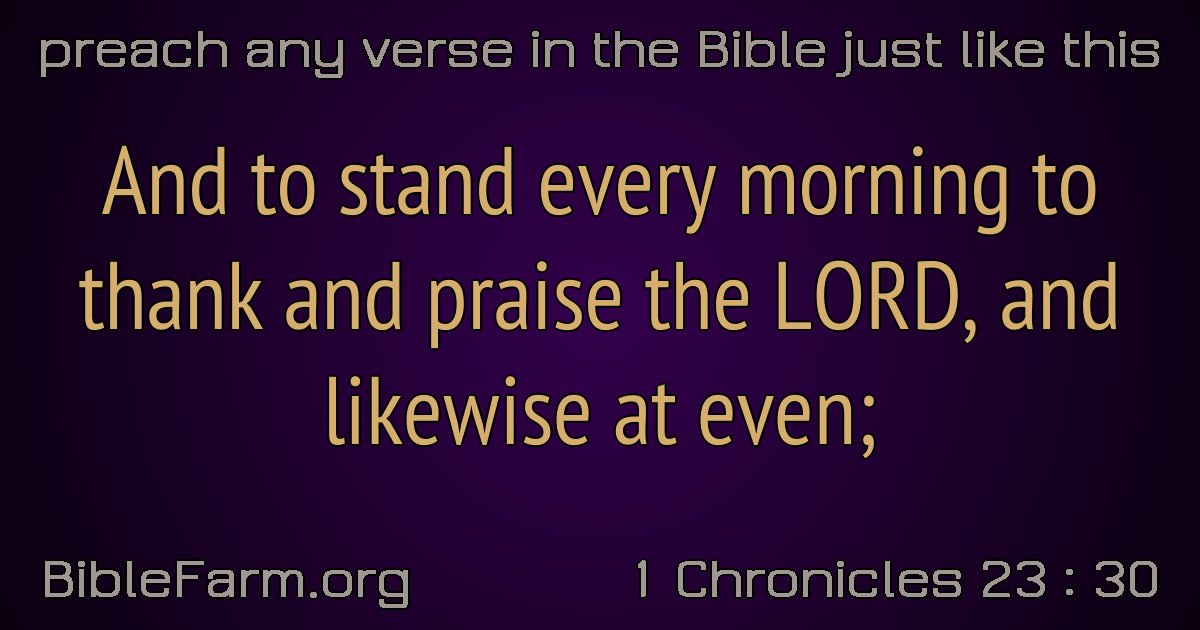 preach any verse in the Bible just like this
And to stand every morning to
thank and praise the LORD, and
likewise at even;
BibleFarm.org
1 Chronicles 23 : 30